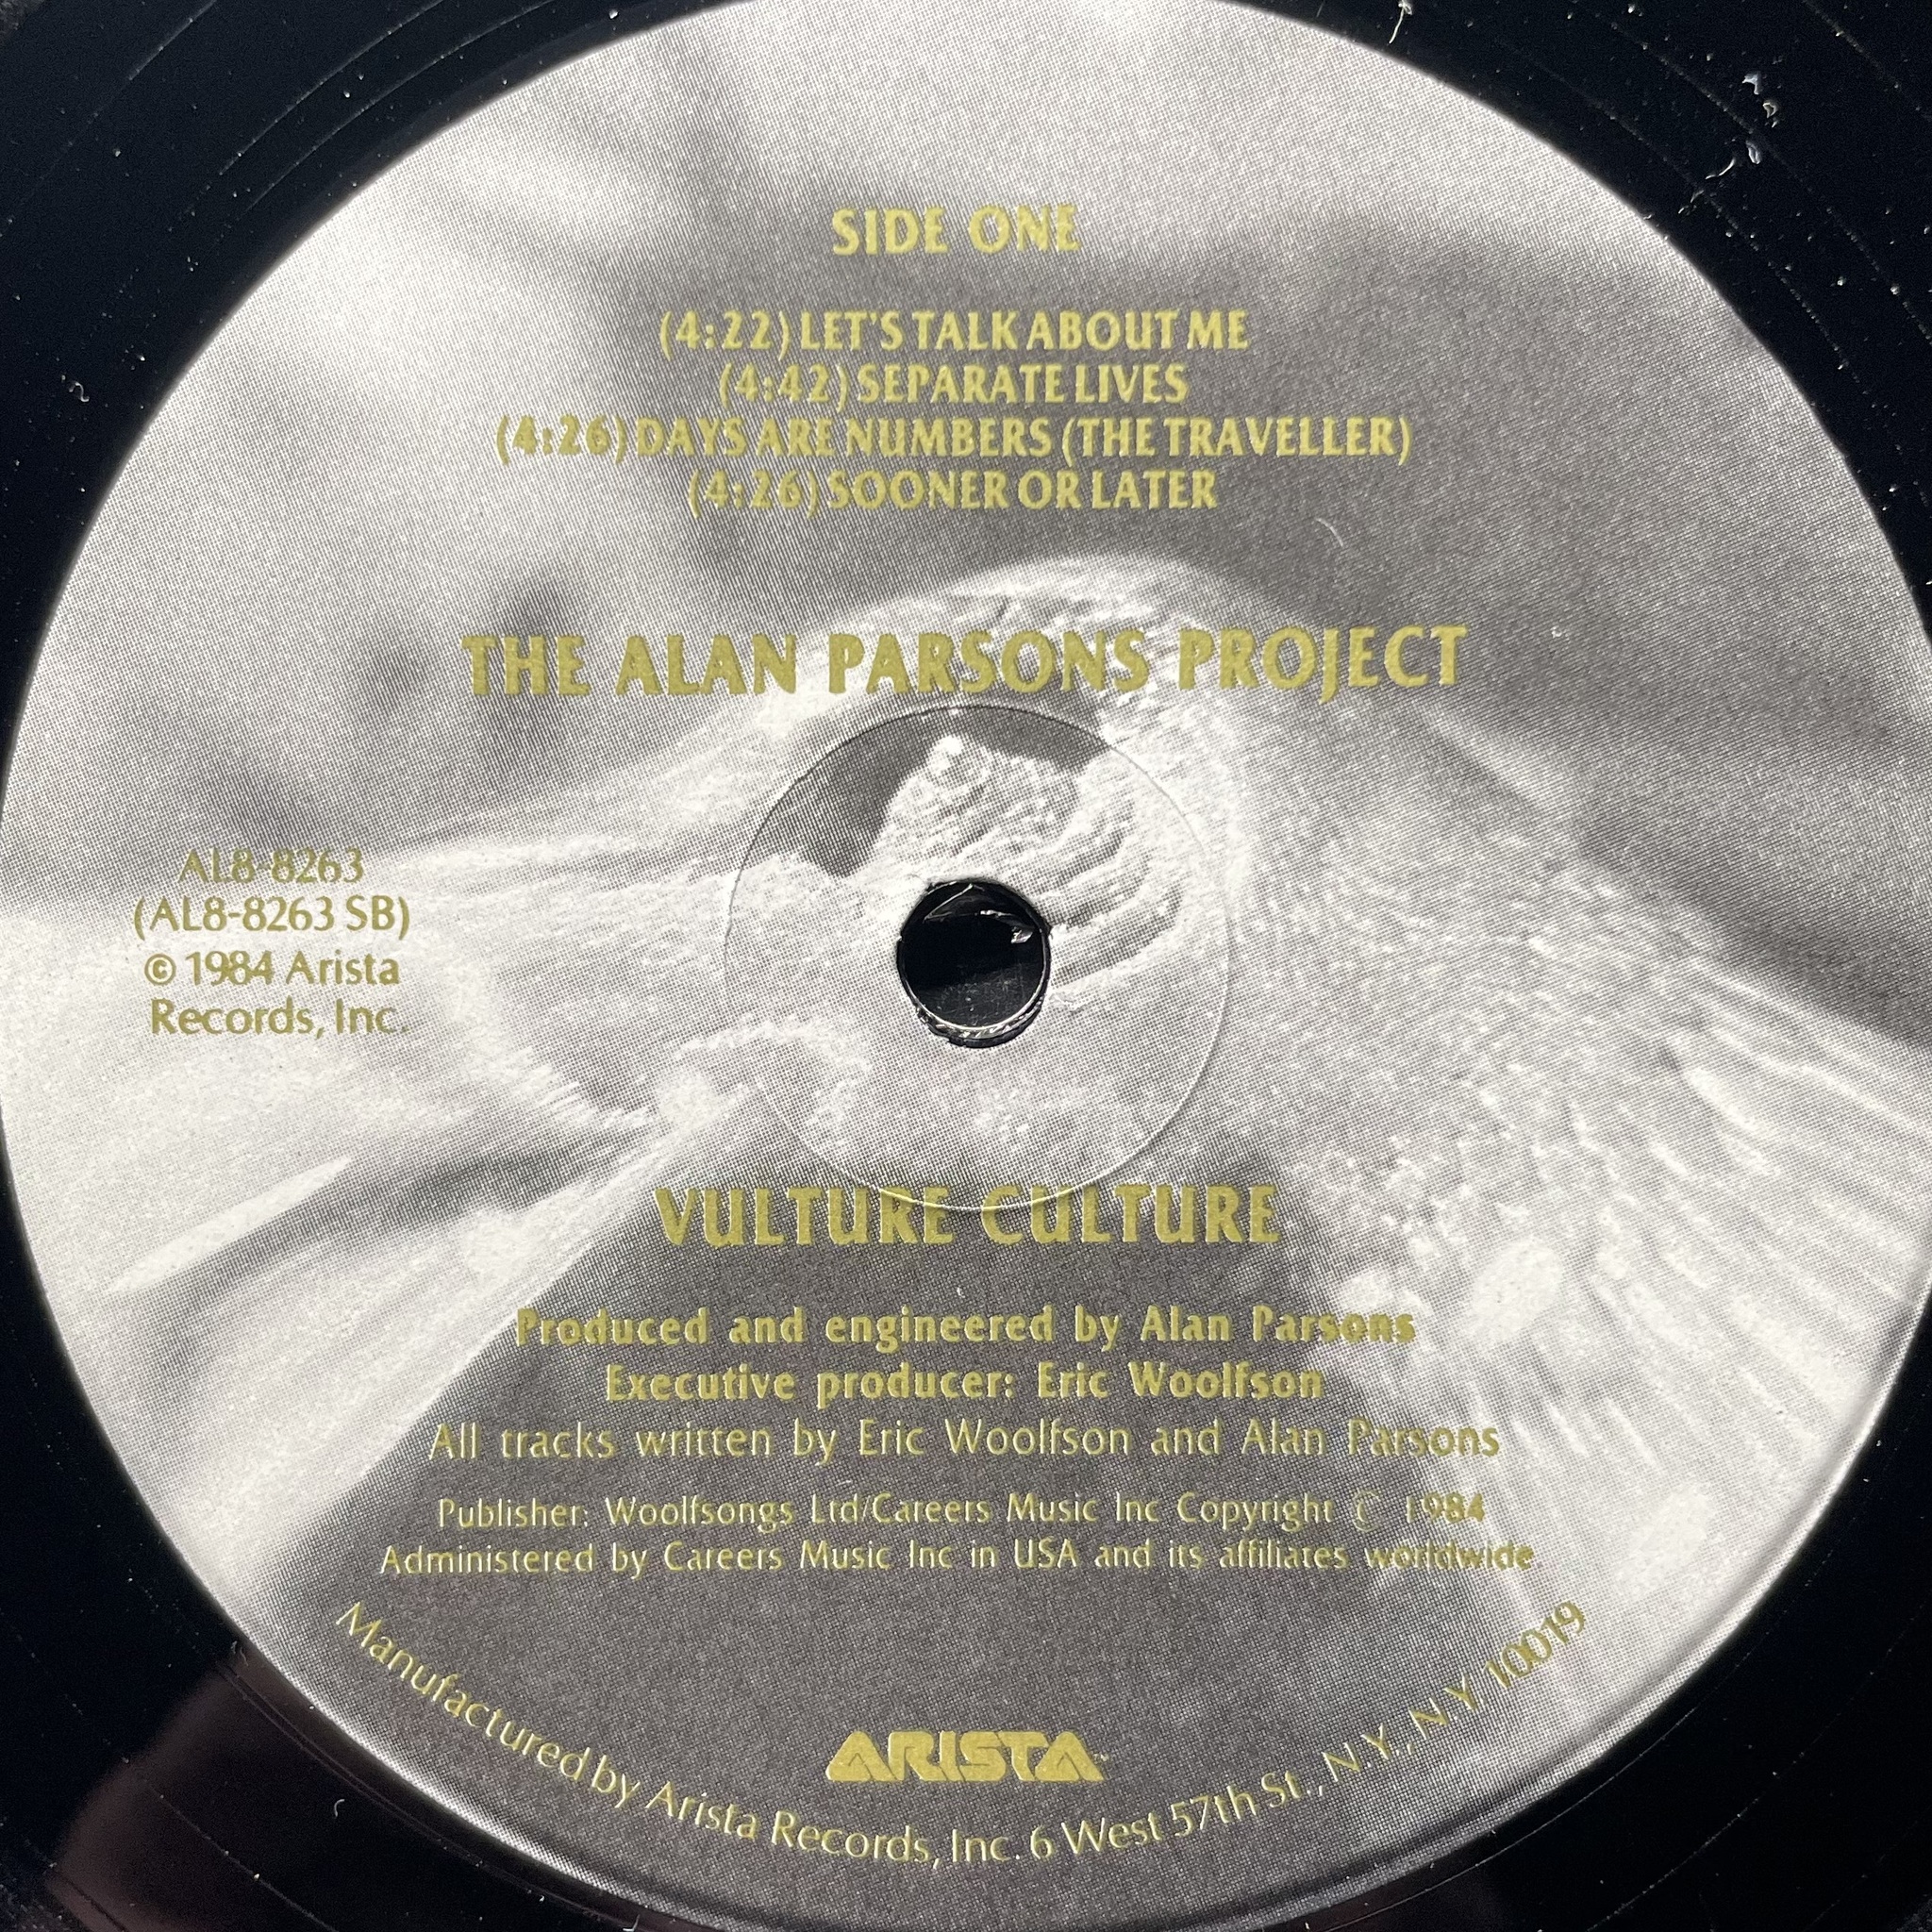 SIDE ONE
(4:22) LET'S TALK ABOUT ME
(4:42) SEPARATE LIVES
(4:26) DAYS ARE NUMBERS (THE TRAVELLER)
(4:26) SOONER OR LATER
THE ALAN PARSONS PROJECT
AL8-8263
(AL8-8263 SB)
© 1984 Arista
Records, Inc.
VULTURE CULTURE
Produced and engineered by Alan Parsons
Executive producer: Eric Woolfson
All tracks written by Eric Woolfson and Alan Parsons
Publisher: Woolfsongs Ltd/Careers Music Inc Copyright © 1984
Administered by Careers Music Inc in USA and its affiliates worldwide
ARISTA™
Manufactured by Arista Records, Inc. 6 West 57th St., N.Y., N.Y. 10019